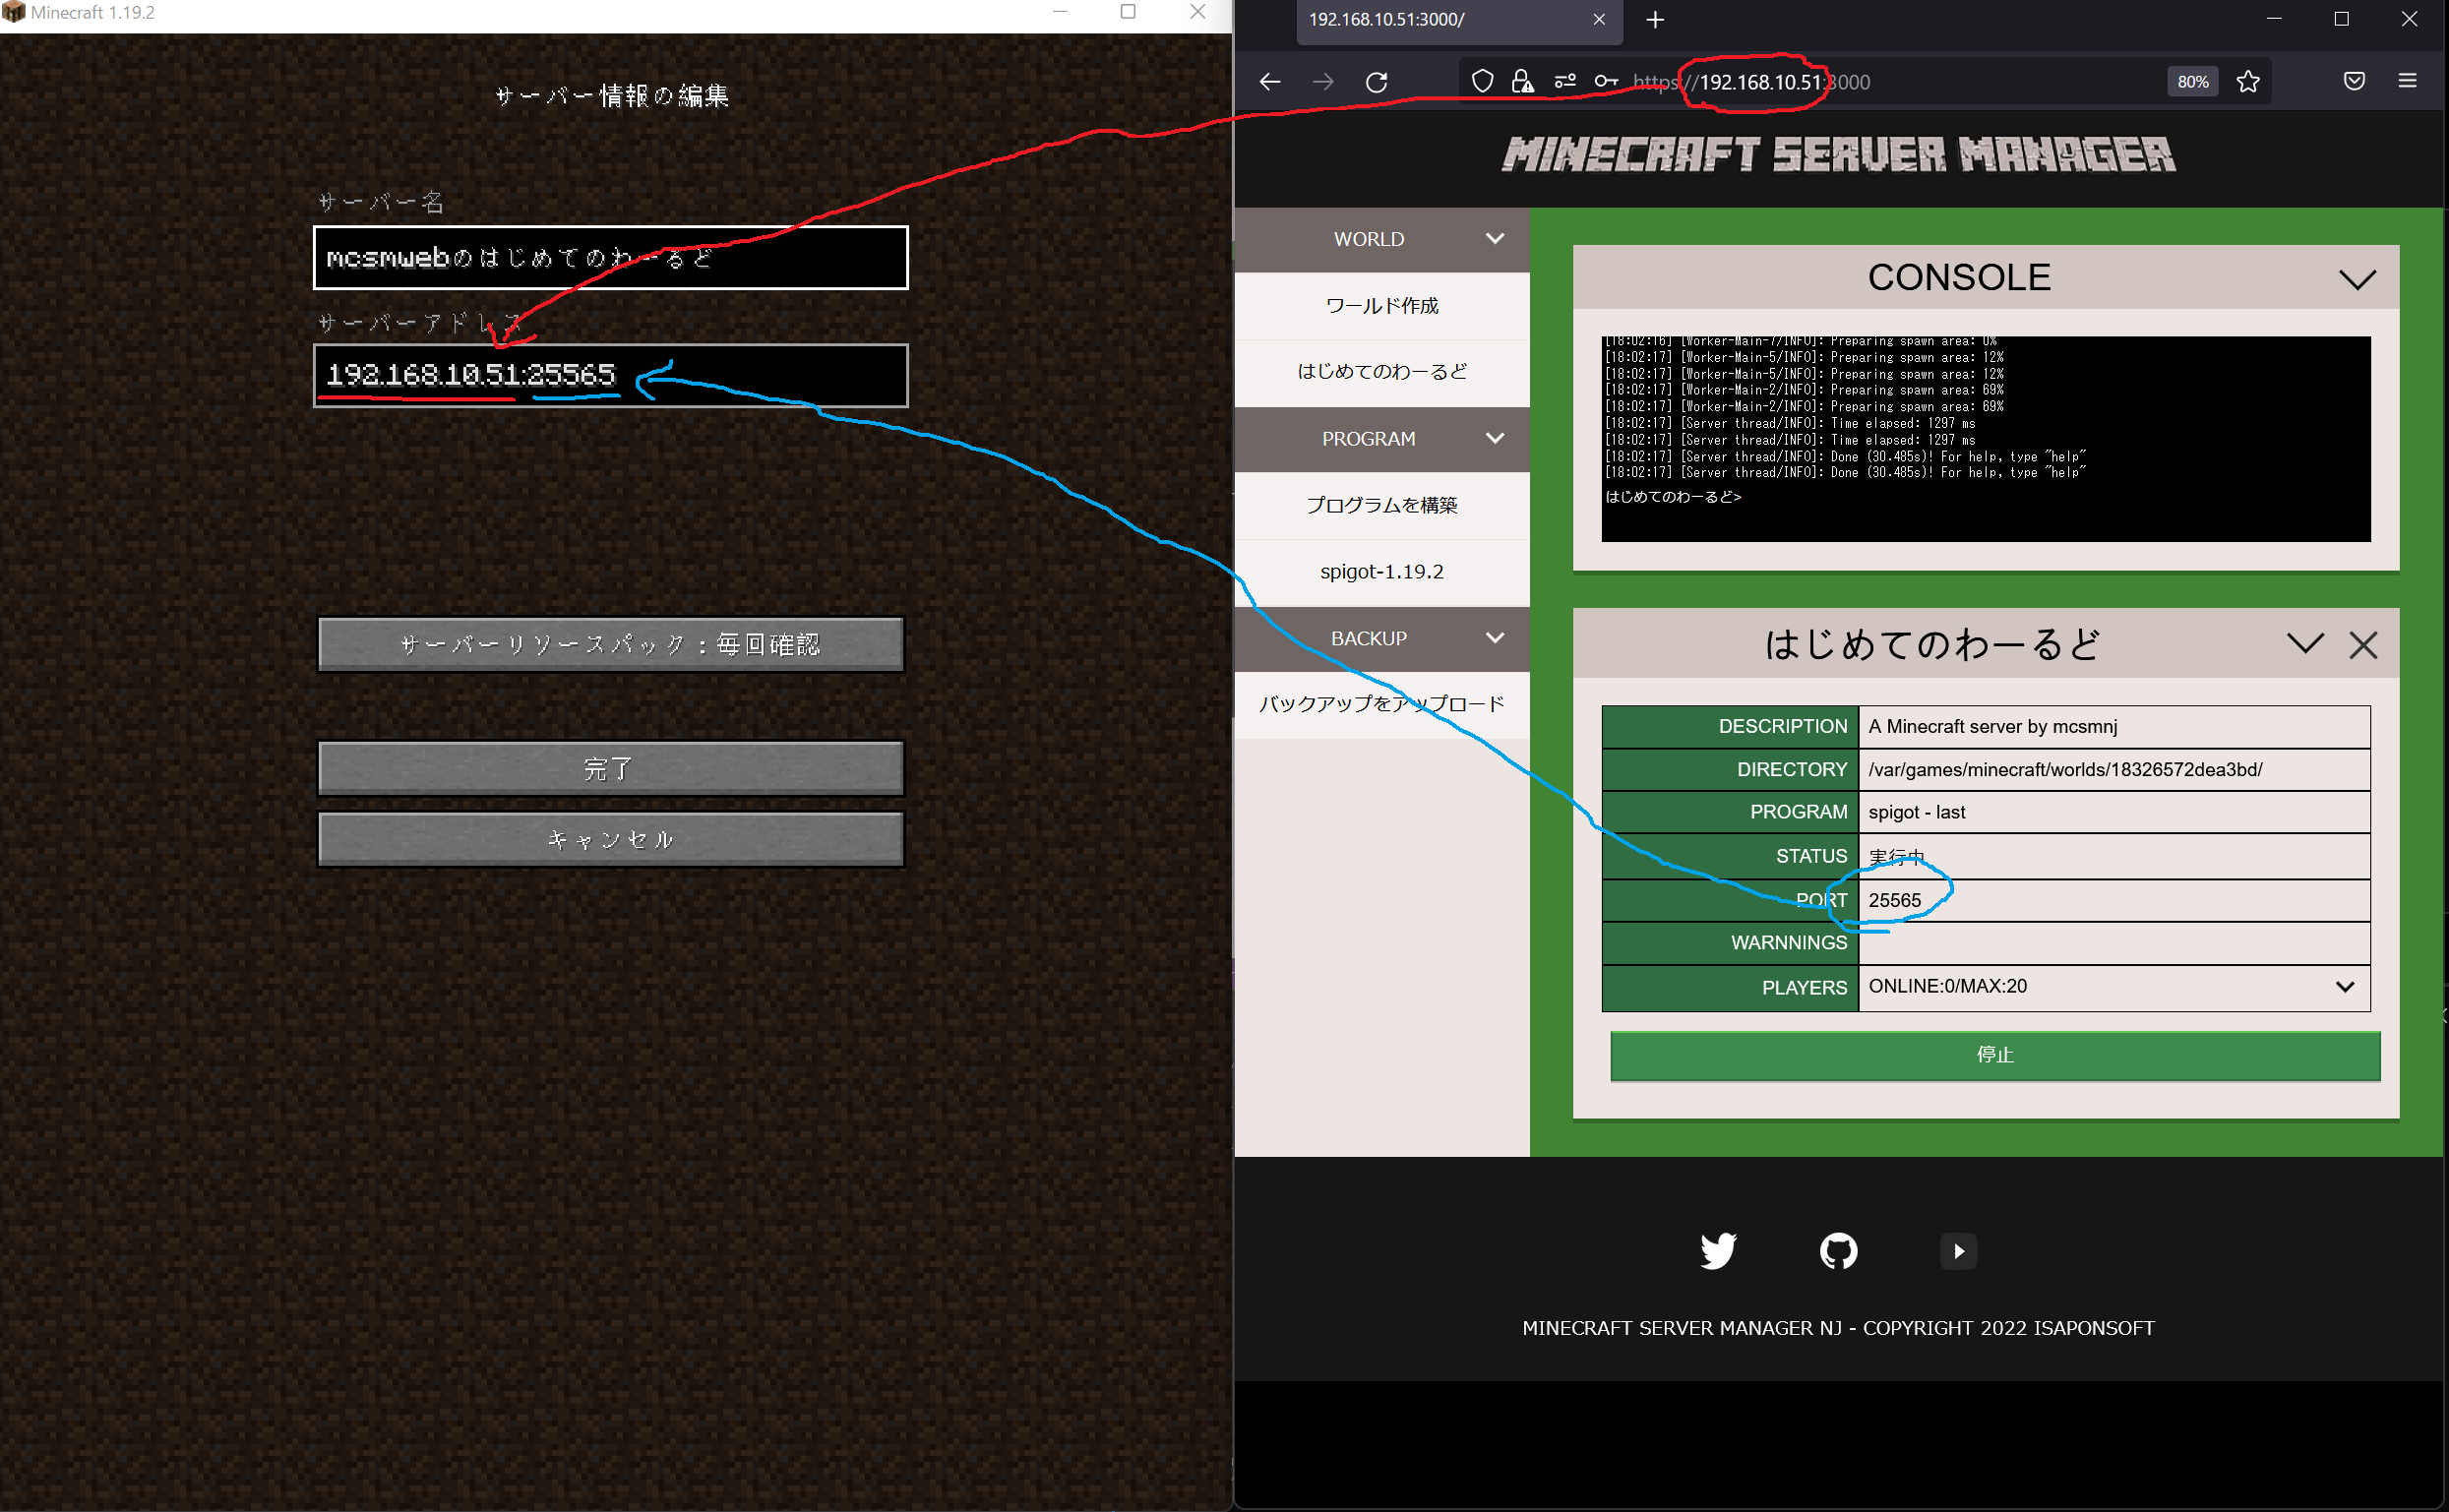 Minecraft 1.19.2
サーバー情報の編集
サーバー名
mcsmwebのはじめてのわーるど
サーバーアドレス
192.168.10.51:25565
サーバーリソースパック：毎回確認
完了
キャンセル
192.168.10.51:3000/
https://192.168.10.51:3000
80%
MINECRAFT SERVER MANAGER
WORLD
ワールド作成
はじめてのわーるど
PROGRAM
プログラムを構築
spigot-1.19.2
BACKUP
バックアップをアップロード
CONSOLE
[18:02:16] [Worker-Main-7/INFO]: Preparing spawn area: 0%
[18:02:17] [Worker-Main-5/INFO]: Preparing spawn area: 12%
[18:02:17] [Worker-Main-5/INFO]: Preparing spawn area: 12%
[18:02:17] [Worker-Main-2/INFO]: Preparing spawn area: 69%
[18:02:17] [Worker-Main-2/INFO]: Preparing spawn area: 69%
[18:02:17] [Server thread/INFO]: Time elapsed: 1297 ms
[18:02:17] [Server thread/INFO]: Time elapsed: 1297 ms
[18:02:17] [Server thread/INFO]: Done (30.485s)! For help, type "help"
[18:02:17] [Server thread/INFO]: Done (30.485s)! For help, type "help"
はじめてのわーるど>
はじめてのわーるど
DESCRIPTION A Minecraft server by mcsmnj
DIRECTORY /var/games/minecraft/worlds/18326572dea3bd/
PROGRAM spigot - last
STATUS 実行中
PORT 25565
WARNNINGS
PLAYERS ONLINE:0/MAX:20
停止
MINECRAFT SERVER MANAGER NJ - COPYRIGHT 2022 ISAPONSOFT